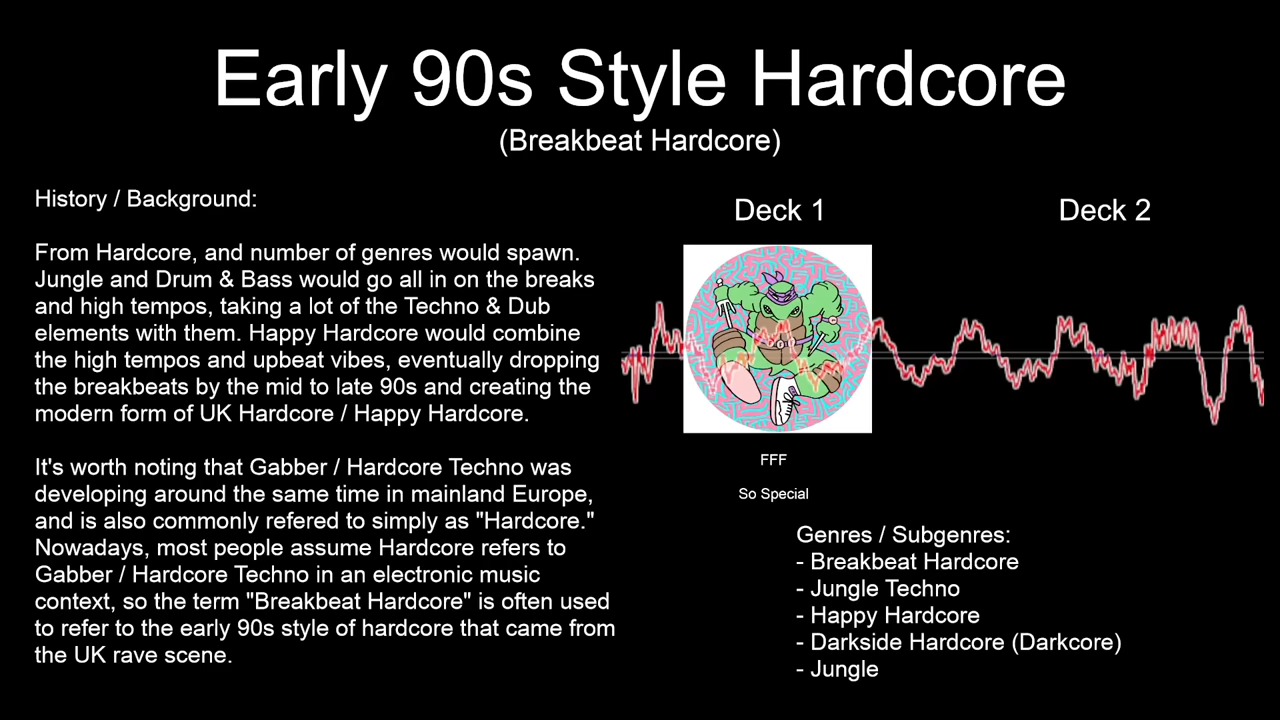 Early 90s Style Hardcore
(Breakbeat Hardcore)
History / Background:
From Hardcore, and number of genres would spawn.
Jungle and Drum & Bass would go all in on the breaks
and high tempos, taking a lot of the Techno & Dub
elements with them. Happy Hardcore would combine
the high tempos and upbeat vibes, eventually dropping
the breakbeats by the mid to late 90s and creating the
modern form of UK Hardcore / Happy Hardcore.
It's worth noting that Gabber / Hardcore Techno was
developing around the same time in mainland Europe,
and is also commonly refered to simply as "Hardcore."
Nowadays, most people assume Hardcore refers to
Gabber / Hardcore Techno in an electronic music
context, so the term "Breakbeat Hardcore" is often used
to refer to the early 90s style of hardcore that came from
the UK rave scene.
Deck 1
Deck 2
FFF
So Special
Genres / Subgenres:
- Breakbeat Hardcore
- Jungle Techno
- Happy Hardcore
- Darkside Hardcore (Darkcore)
- Jungle